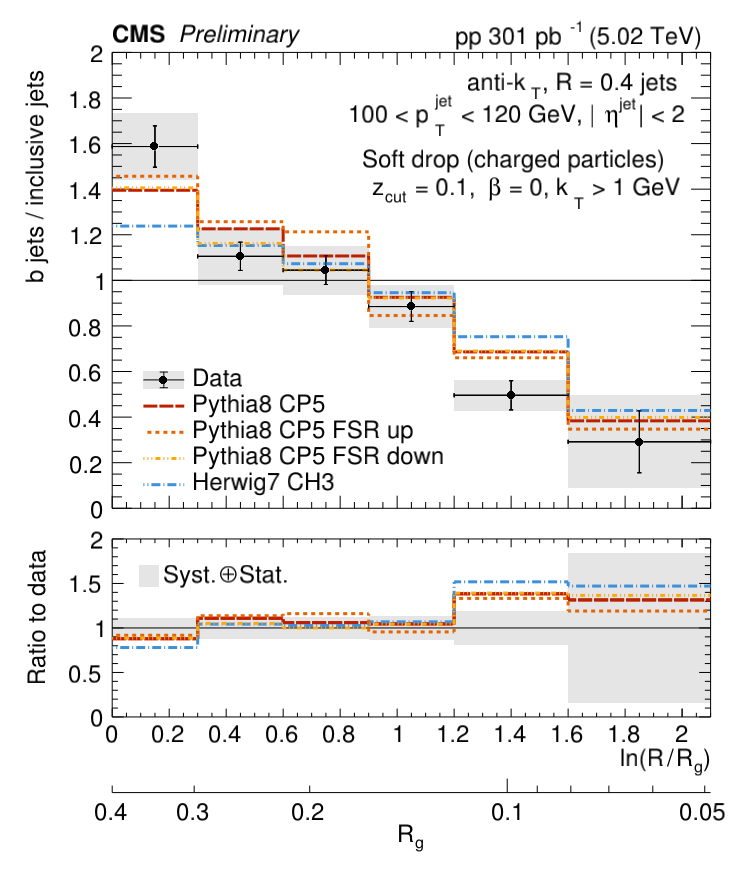 CMS Preliminary pp 301 pb⁻¹ (5.02 TeV)
anti-k_T, R = 0.4 jets
100 < p_T^jet < 120 GeV, | η^jet| < 2
Soft drop (charged particles)
z_cut = 0.1, β = 0, k_T > 1 GeV
b jets / inclusive jets
2
1.8
1.6
1.4
1.2
1
0.8
0.6
0.4
0.2
0
Data
Pythia8 CP5
Pythia8 CP5 FSR up
Pythia8 CP5 FSR down
Herwig7 CH3
Ratio to data
2
1.5
1
0.5
0
Syst.⊕Stat.
0 0.2 0.4 0.6 0.8 1 1.2 1.4 1.6 1.8 2
ln(R/R_g)
0.4 0.3 0.2 0.1 0.05
R_g